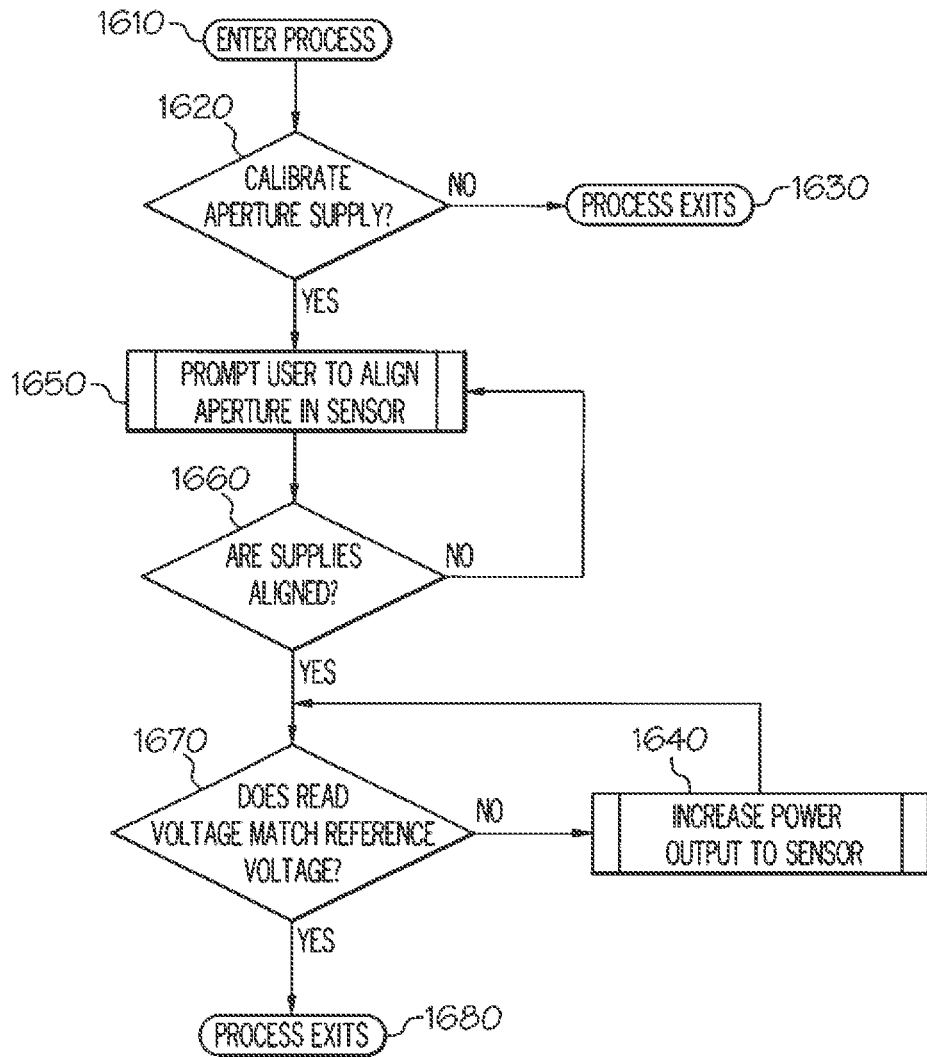 1610
ENTER PROCESS
1620
CALIBRATE
APERTURE SUPPLY?
NO
PROCESS EXITS
1630
YES
1650
PROMPT USER TO ALIGN
APERTURE IN SENSOR
1660
ARE SUPPLIES
ALIGNED?
NO
YES
1670
DOES READ
VOLTAGE MATCH REFERENCE
VOLTAGE?
NO
1640
INCREASE POWER
OUTPUT TO SENSOR
YES
PROCESS EXITS
1680